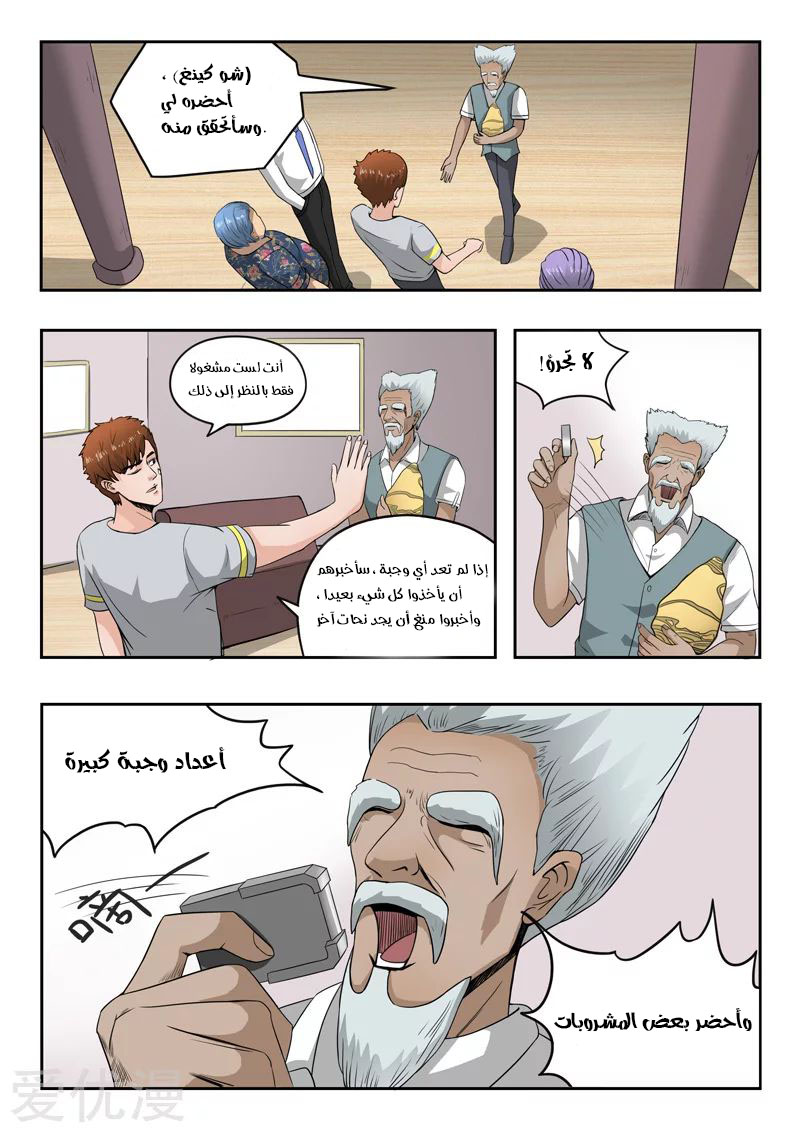 (شو كينغ) ،
أحضره لي
وسأتحقق منه.
لا تجرؤ!
أنت لست مشغولا
فقط بالنظر إلى ذلك
إذا لم تعد أي وجبة ، سأخبرهم
أن يأخذوا كل شيء بعيدا ،
وأخبروا منغ أن يجد نحات آخر
أعداد وجبة كبيرة
وأحضر بعض المشروبات
爱优漫